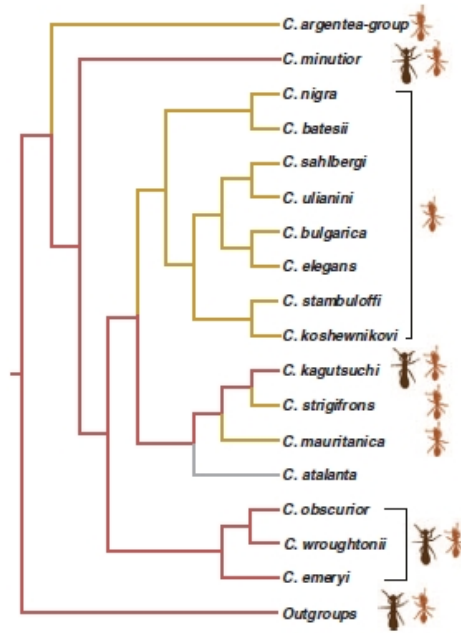 C. argentea-group
C. minutior
C. nigra
C. batesii
C. sahlbergi
C. ulianini
C. bulgarica
C. elegans
C. stambuloffi
C. koshewnikovi
C. kagutsuchi
C. strigifrons
C. mauritanica
C. atalanta
C. obscurior
C. wroughtonii
C. emeryi
Outgroups